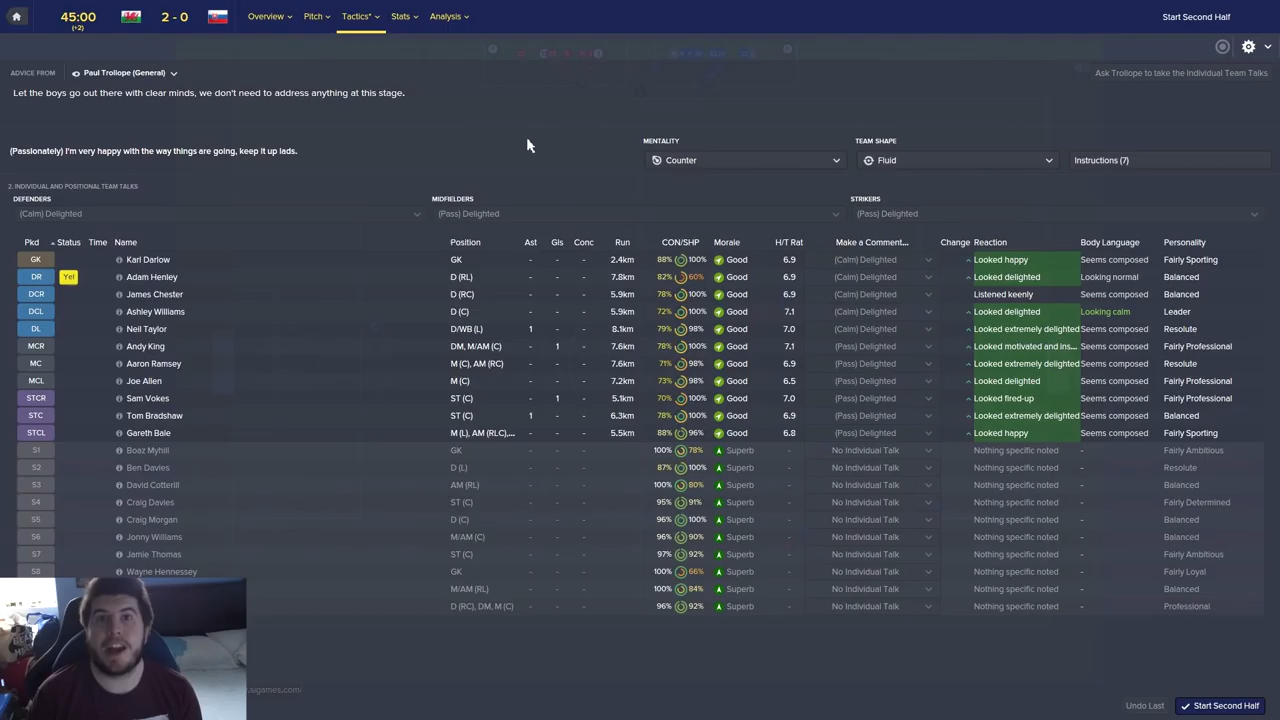 45:00 2 - 0 Overview Pitch Tactics* Stats Analysis Start Second Half
(+2)
ADVICE FROM Paul Trollope (General) Ask Trollope to take the Individual Team Talks
Let the boys go out there with clear minds, we don't need to address anything at this stage.
MENTALITY TEAM SHAPE
(Passionately) I'm very happy with the way things are going, keep it up lads. Counter Fluid Instructions (7)
2. INDIVIDUAL AND POSITIONAL TEAM TALKS
DEFENDERS MIDFIELDERS STRIKERS
(Calm) Delighted (Pass) Delighted (Pass) Delighted
Pkd Status Time Name Position Ast Gls Conc Run CON/SHP Morale H/T Rat Make a Comment... Change Reaction Body Language Personality
GK Karl Darlow GK - - - 2.4km 88% 100% Good 6.9 (Calm) Delighted Looked happy Seems composed Fairly Sporting
DR Yel Adam Henley D (RL) - - - 7.8km 82% 60% Good 6.9 (Calm) Delighted Looked delighted Looking normal Balanced
DCR James Chester D (RC) - - - 5.9km 78% 100% Good 6.9 (Calm) Delighted Listened keenly Seems composed Balanced
DCL Ashley Williams D (C) - - - 5.9km 72% 100% Good 7.1 (Calm) Delighted Looked delighted Looking calm Leader
DL Neil Taylor D/WB (L) 1 - - 8.1km 79% 98% Good 7.0 (Calm) Delighted Looked extremely delighted Seems composed Resolute
MCR Andy King DM, M/AM (C) - 1 - 7.6km 78% 100% Good 7.1 (Pass) Delighted Looked motivated and ins... Seems composed Fairly Professional
MC Aaron Ramsey M (C), AM (RC) - - - 7.6km 71% 98% Good 6.9 (Pass) Delighted Looked extremely delighted Seems composed Resolute
MCL Joe Allen M (C) - - - 7.2km 73% 98% Good 6.5 (Pass) Delighted Looked delighted Seems composed Fairly Professional
STCR Sam Vokes ST (C) - 1 - 5.1km 70% 100% Good 7.0 (Pass) Delighted Looked fired-up Seems composed Fairly Professional
STC Tom Bradshaw ST (C) 1 - - 6.3km 78% 100% Good 6.9 (Pass) Delighted Looked extremely delighted Seems composed Balanced
STCL Gareth Bale M (L), AM (RLC),... - - - 5.5km 88% 96% Good 6.8 (Pass) Delighted Looked happy Seems composed Fairly Sporting
S1 Boaz Myhill GK 100% 78% Superb - No Individual Talk Nothing specific noted - Fairly Ambitious
S2 Ben Davies D (L) 87% 100% Superb - No Individual Talk Nothing specific noted - Resolute
S3 David Cotterill AM (RL) 100% 80% Superb - No Individual Talk Nothing specific noted - Balanced
S4 Craig Davies ST (C) 95% 91% Superb - No Individual Talk Nothing specific noted - Fairly Determined
S5 Craig Morgan D (C) 96% 100% Superb - No Individual Talk Nothing specific noted - Balanced
S6 Jonny Williams M/AM (C) 96% 90% Superb - No Individual Talk Nothing specific noted - Balanced
S7 Jamie Thomas ST (C) 97% 92% Superb - No Individual Talk Nothing specific noted - Fairly Ambitious
S8 Wayne Hennessey GK 100% 66% Superb - No Individual Talk Nothing specific noted - Fairly Loyal
M/AM (RL) 100% 84% Superb - No Individual Talk Nothing specific noted - Balanced
D (RC), DM, M (C) 96% 92% Superb - No Individual Talk Nothing specific noted - Professional
Undo Last Start Second Half